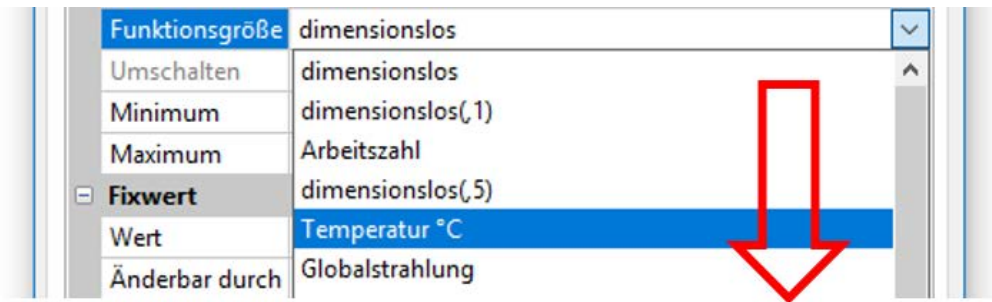 Funktionsgröße dimensionslos
Umschalten dimensionslos
Minimum dimensionslos(,1)
Maximum Arbeitszahl
Fixwert dimensionslos(,5)
Wert Temperatur °C
Änderbar durch Globalstrahlung